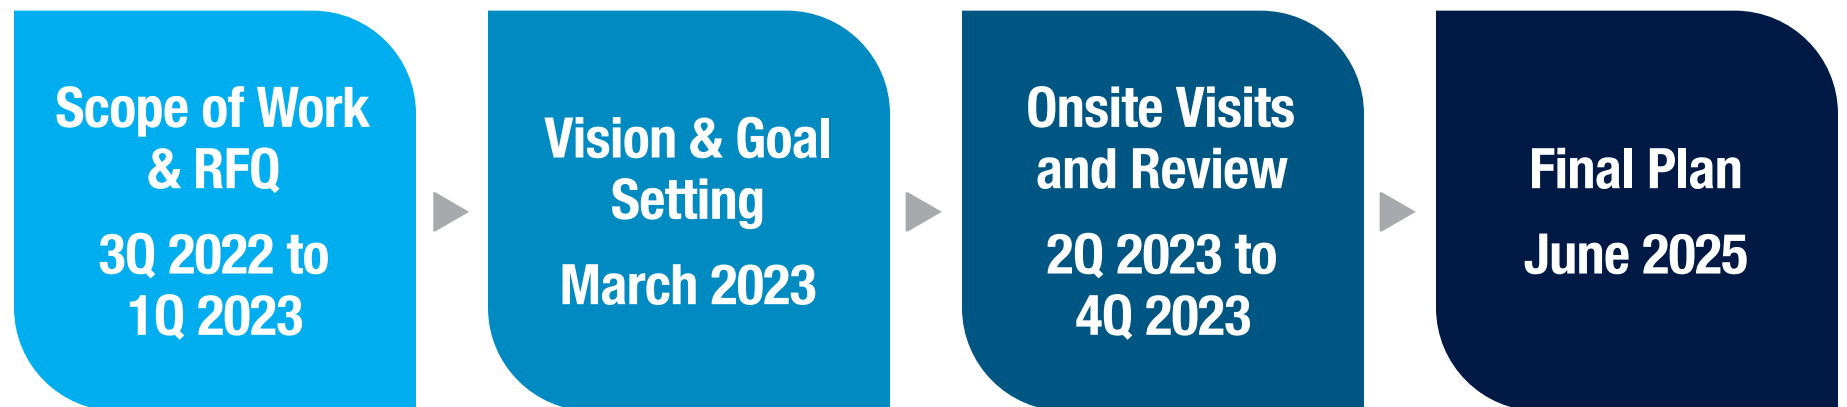 Scope of Work
& RFQ
3Q 2022 to
1Q 2023
Vision & Goal
Setting
March 2023
Onsite Visits
and Review
2Q 2023 to
4Q 2023
Final Plan
June 2025